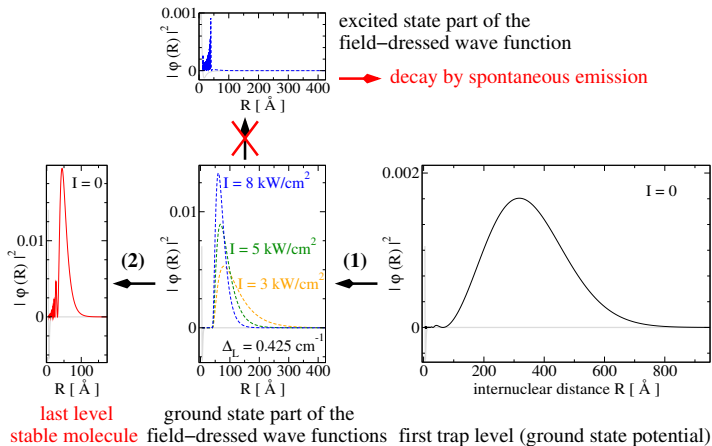 0.001
0
| φ (R) |²
0 100 200 300 400
R [ Å ]
excited state part of the
field−dressed wave function
decay by spontaneous emission
I = 0
0.01
0
| φ (R) |²
0 100
R [ Å ]
last level
stable molecule
(2)
I = 8 kW/cm²
I = 5 kW/cm²
I = 3 kW/cm²
Δ_L = 0.425 cm⁻¹
0.01
0
| φ (R) |²
0 100 200 300 400
R [ Å ]
ground state part of the
field−dressed wave functions
(1)
0.002
I = 0
0
| φ (R) |²
0 200 400 600 800
internuclear distance R [ Å ]
first trap level (ground state potential)